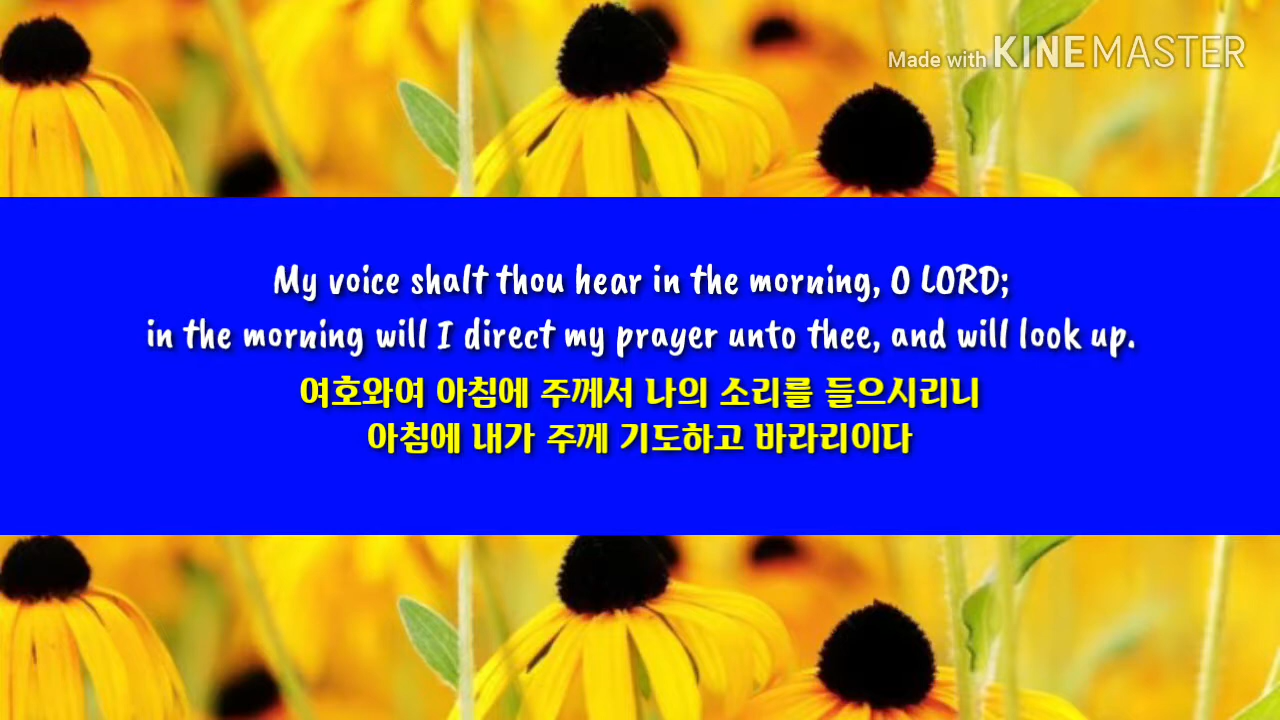 Made with KINEMASTER
My voice shalt thou hear in the morning, O LORD;
in the morning will I direct my prayer unto thee, and will look up.
여호와여 아침에 주께서 나의 소리를 들으시리니
아침에 내가 주께 기도하고 바라리이다